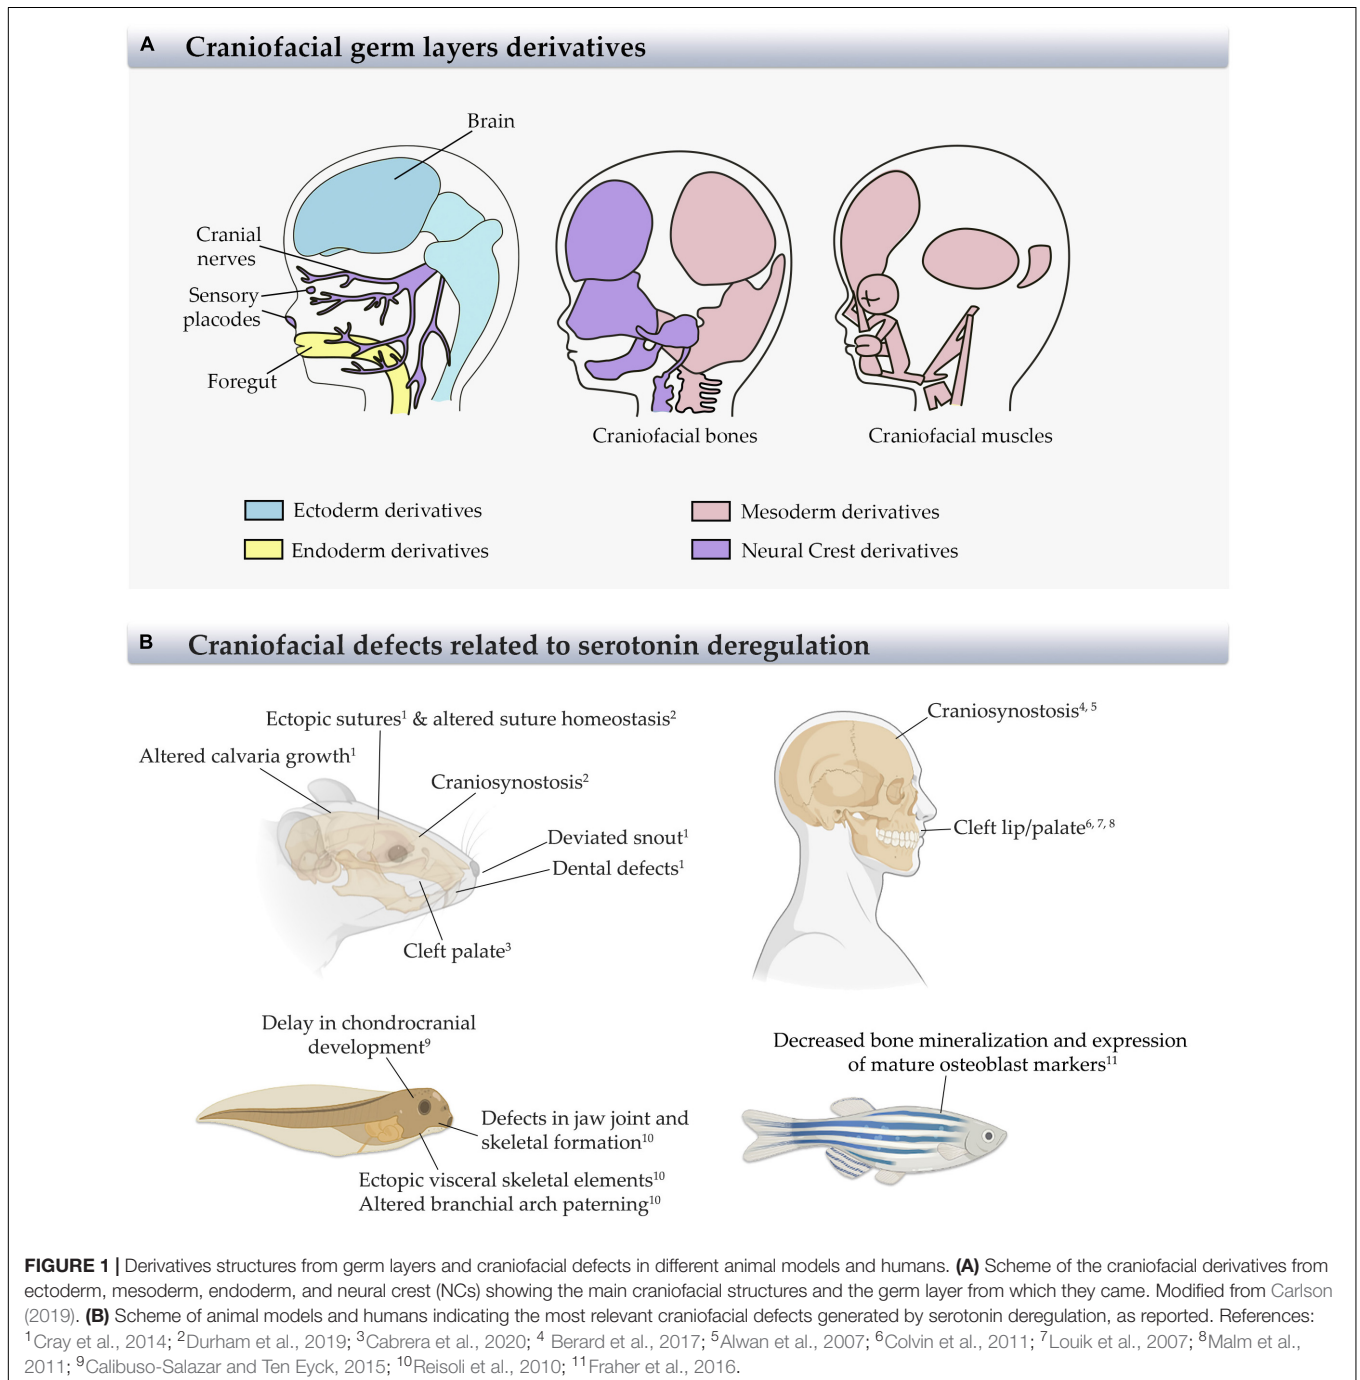 A Craniofacial germ layers derivatives
Brain
Cranial
nerves
Sensory
placodes
Foregut
Craniofacial bones
Craniofacial muscles
Ectoderm derivatives
Mesoderm derivatives
Endoderm derivatives
Neural Crest derivatives
B Craniofacial defects related to serotonin deregulation
Ectopic sutures¹ & altered suture homeostasis²
Altered calvaria growth¹
Craniosynostosis²
Deviated snout¹
Dental defects¹
Cleft palate³
Craniosynostosis⁴, ⁵
Cleft lip/palate⁶, ⁷, ⁸
Delay in chondrocranial
development⁹
Defects in jaw joint and
skeletal formation¹⁰
Ectopic visceral skeletal elements¹⁰
Altered branchial arch paterning¹⁰
Decreased bone mineralization and expression
of mature osteoblast markers¹¹
FIGURE 1 | Derivatives structures from germ layers and craniofacial defects in different animal models and humans. (A) Scheme of the craniofacial derivatives from
ectoderm, mesoderm, endoderm, and neural crest (NCs) showing the main craniofacial structures and the germ layer from which they came. Modified from Carlson
(2019). (B) Scheme of animal models and humans indicating the most relevant craniofacial defects generated by serotonin deregulation, as reported. References:
¹Cray et al., 2014; ²Durham et al., 2019; ³Cabrera et al., 2020; ⁴ Berard et al., 2017; ⁵Alwan et al., 2007; ⁶Colvin et al., 2011; ⁷Louik et al., 2007; ⁸Malm et al.,
2011; ⁹Calibuso-Salazar and Ten Eyck, 2015; ¹⁰Reisoli et al., 2010; ¹¹Fraher et al., 2016.